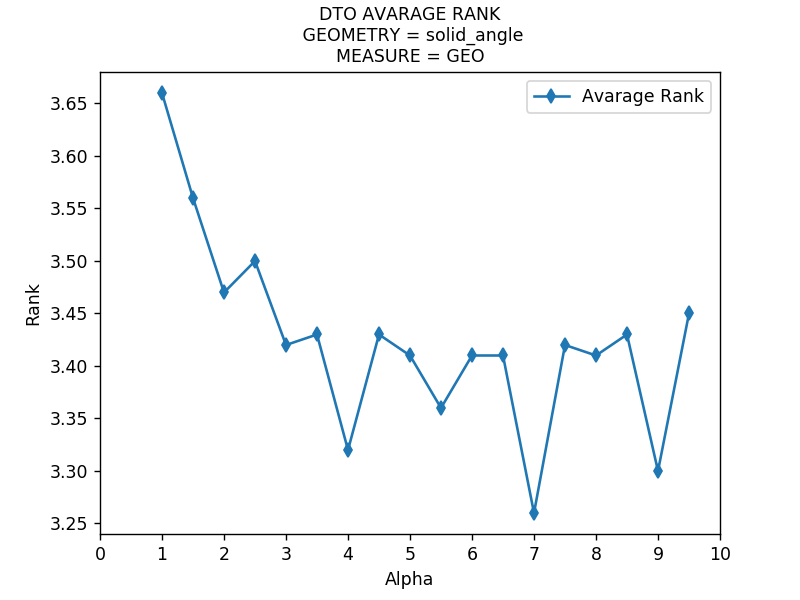 DTO AVARAGE RANK
GEOMETRY = solid_angle
MEASURE = GEO
Avarage Rank
Rank
3.65
3.60
3.55
3.50
3.45
3.40
3.35
3.30
3.25
0 1 2 3 4 5 6 7 8 9 10
Alpha